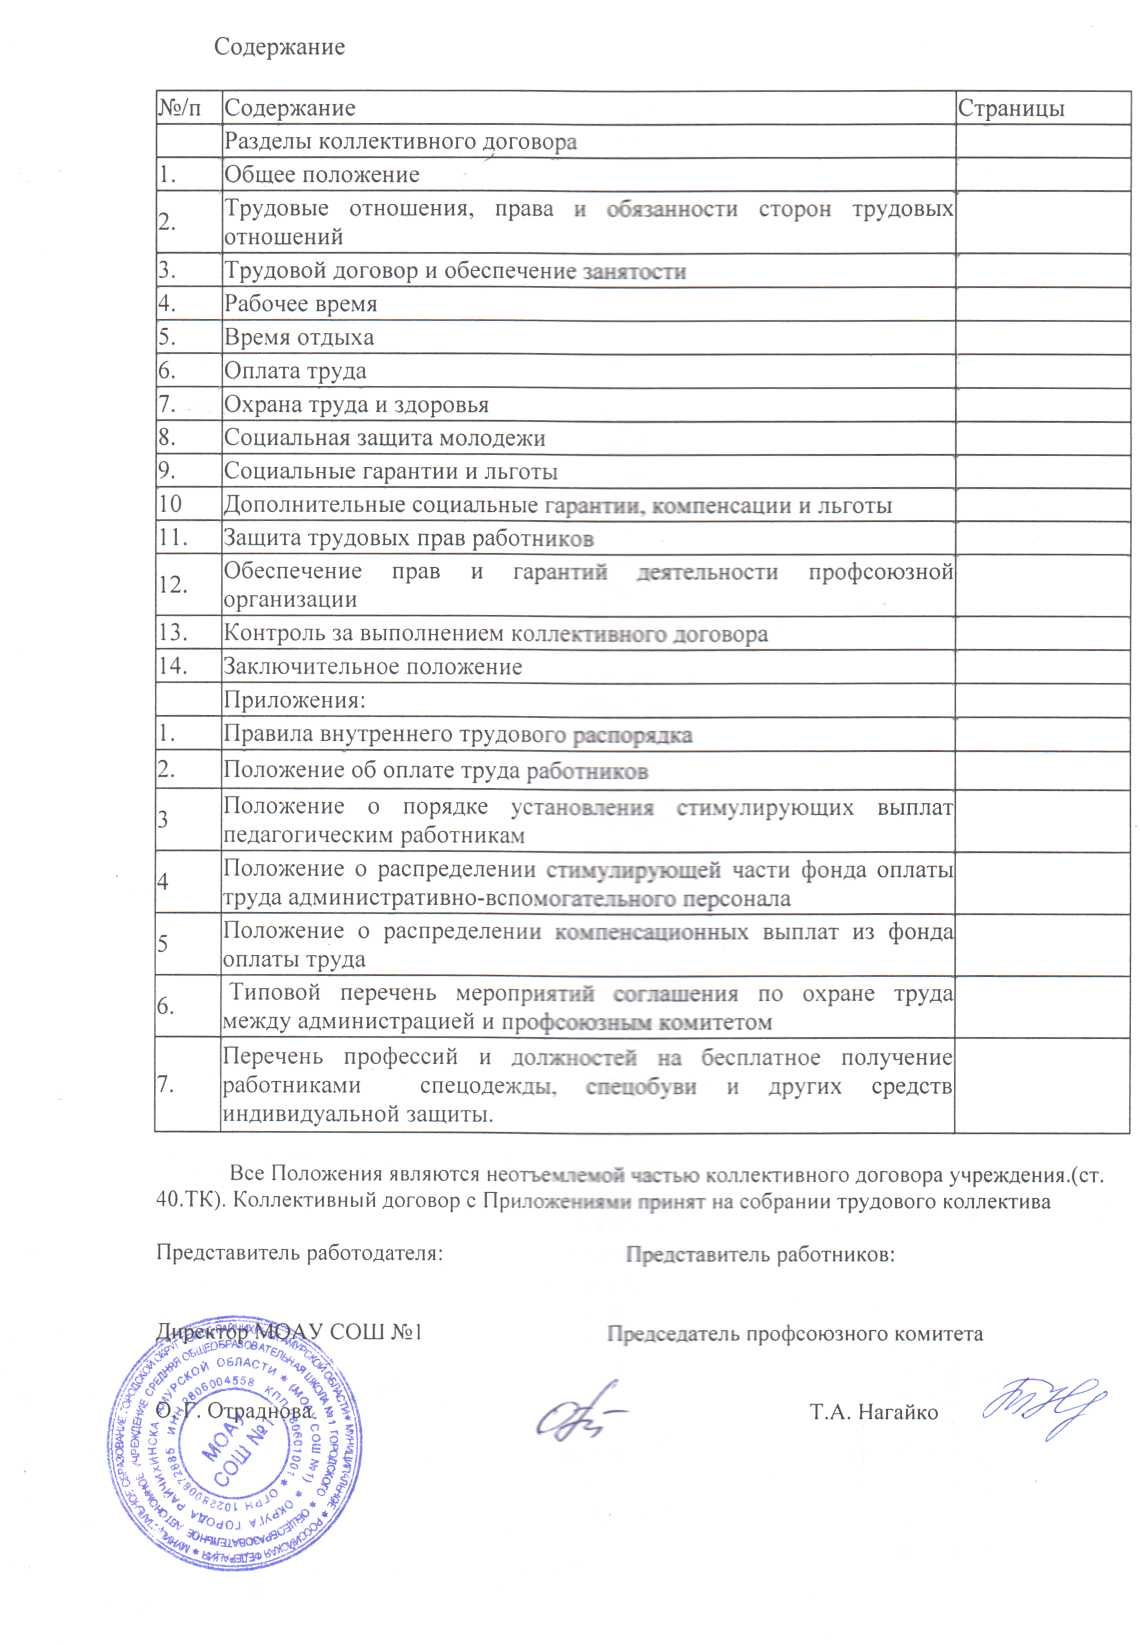 Содержание
№/п Содержание Страницы
Разделы коллективного договора
1. Общее положение
2. Трудовые отношения, права и обязанности сторон трудовых
отношений
3. Трудовой договор и обеспечение занятости
4. Рабочее время
5. Время отдыха
6. Оплата труда
7. Охрана труда и здоровья
8. Социальная защита молодежи
9. Социальные гарантии и льготы
10 Дополнительные социальные гарантии, компенсации и льготы
11. Защита трудовых прав работников
12. Обеспечение прав и гарантий деятельности профсоюзной
организации
13. Контроль за выполнением коллективного договора
14. Заключительное положение
Приложения:
1. Правила внутреннего трудового распорядка
2. Положение об оплате труда работников
3 Положение о порядке установления стимулирующих выплат
педагогическим работникам
4 Положение о распределении стимулирующей части фонда оплаты
труда административно-вспомогательного персонала
5 Положение о распределении компенсационных выплат из фонда
оплаты труда
6. Типовой перечень мероприятий соглашения по охране труда
между администрацией и профсоюзным комитетом
7. Перечень профессий и должностей на бесплатное получение
работниками спецодежды, спецобуви и других средств
индивидуальной защиты.
Все Положения являются неотъемлемой частью коллективного договора учреждения.(ст.
40.ТК). Коллективный договор с Приложениями принят на собрании трудового коллектива
Представитель работодателя: Представитель работников:
Директор МОАУ СОШ №1 Председатель профсоюзного комитета
О. Г. Отраднова Т.А. Нагайко
МОАУ
СОШ №1
ИНН 2806004558